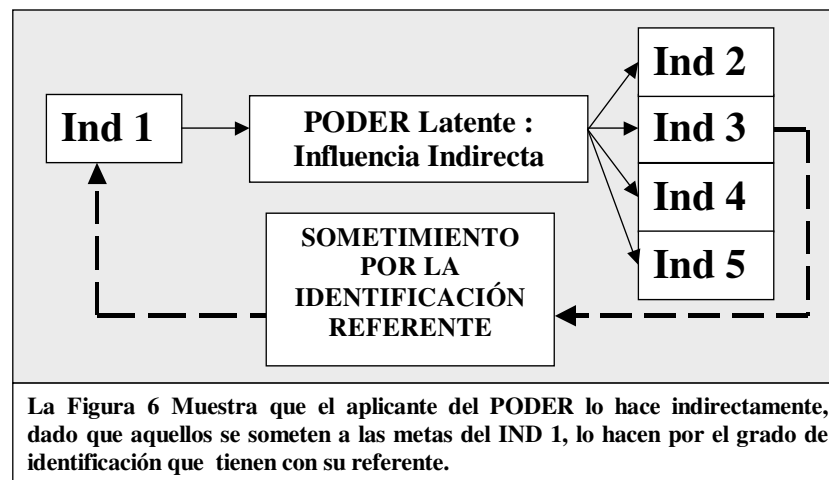 Ind 1
PODER Latente :
Influencia Indirecta
Ind 2
Ind 3
Ind 4
Ind 5
SOMETIMIENTO
POR LA
IDENTIFICACIÓN
REFERENTE
La Figura 6 Muestra que el aplicante del PODER lo hace indirectamente,
dado que aquellos se someten a las metas del IND 1, lo hacen por el grado de
identificación que tienen con su referente.